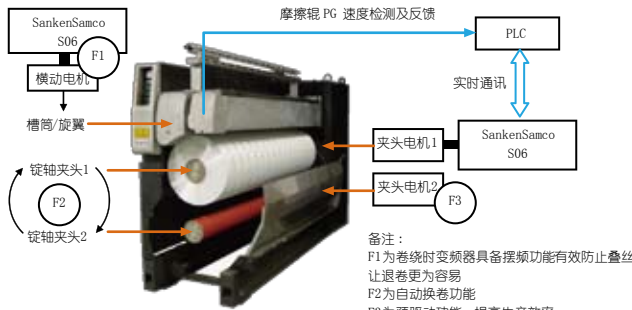 SankenSamco
S06
F1
横动电机
槽筒/旋翼
锭轴夹头1
F2
锭轴夹头2
摩擦辊 PG 速度检测及反馈
PLC
实时通讯
夹头电机1
SankenSamco
S06
夹头电机2
F3
备注：
F1为卷绕时变频器具备摆频功能有效防止叠丝
让退卷更为容易
F2为自动换卷功能